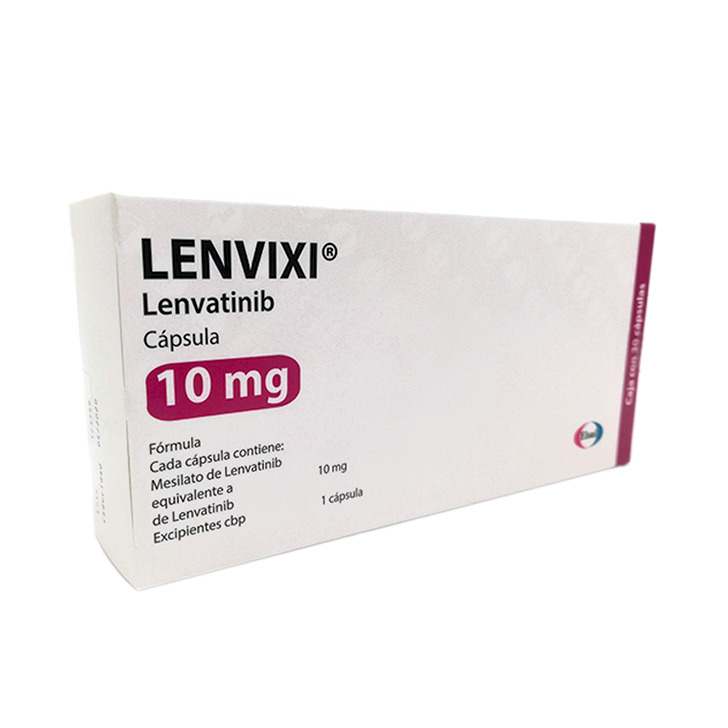 LENVIXI®
Lenvatinib
Cápsula
10 mg
Fórmula
Cada cápsula contiene:
Mesilato de Lenvatinib
equivalente a 10 mg
de Lenvatinib
Excipientes cbp 1 cápsula
Caja con 30 cápsulas
Eisai